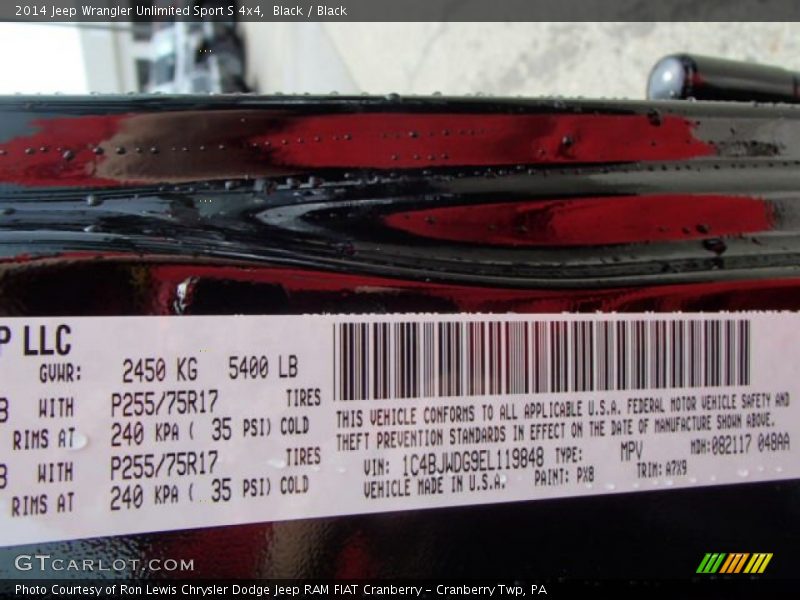 2014 Jeep Wrangler Unlimited Sport S 4x4, Black / Black
P LLC
GVWR: 2450 KG 5400 LB
B WITH P255/75R17 TIRES
RIMS AT 240 KPA ( 35 PSI) COLD
B WITH P255/75R17 TIRES
RIMS AT 240 KPA ( 35 PSI) COLD
THIS VEHICLE CONFORMS TO ALL APPLICABLE U.S.A. FEDERAL MOTOR VEHICLE SAFETY AND
THEFT PREVENTION STANDARDS IN EFFECT ON THE DATE OF MANUFACTURE SHOWN ABOVE.
VIN: 1C4BJWDG9EL119848 TYPE: MPV MDH:082117 048AA
VEHICLE MADE IN U.S.A. PAINT: PX8 TRIM: A7X9
GTCARLOT.COM
Photo Courtesy of Ron Lewis Chrysler Dodge Jeep RAM FIAT Cranberry - Cranberry Twp, PA